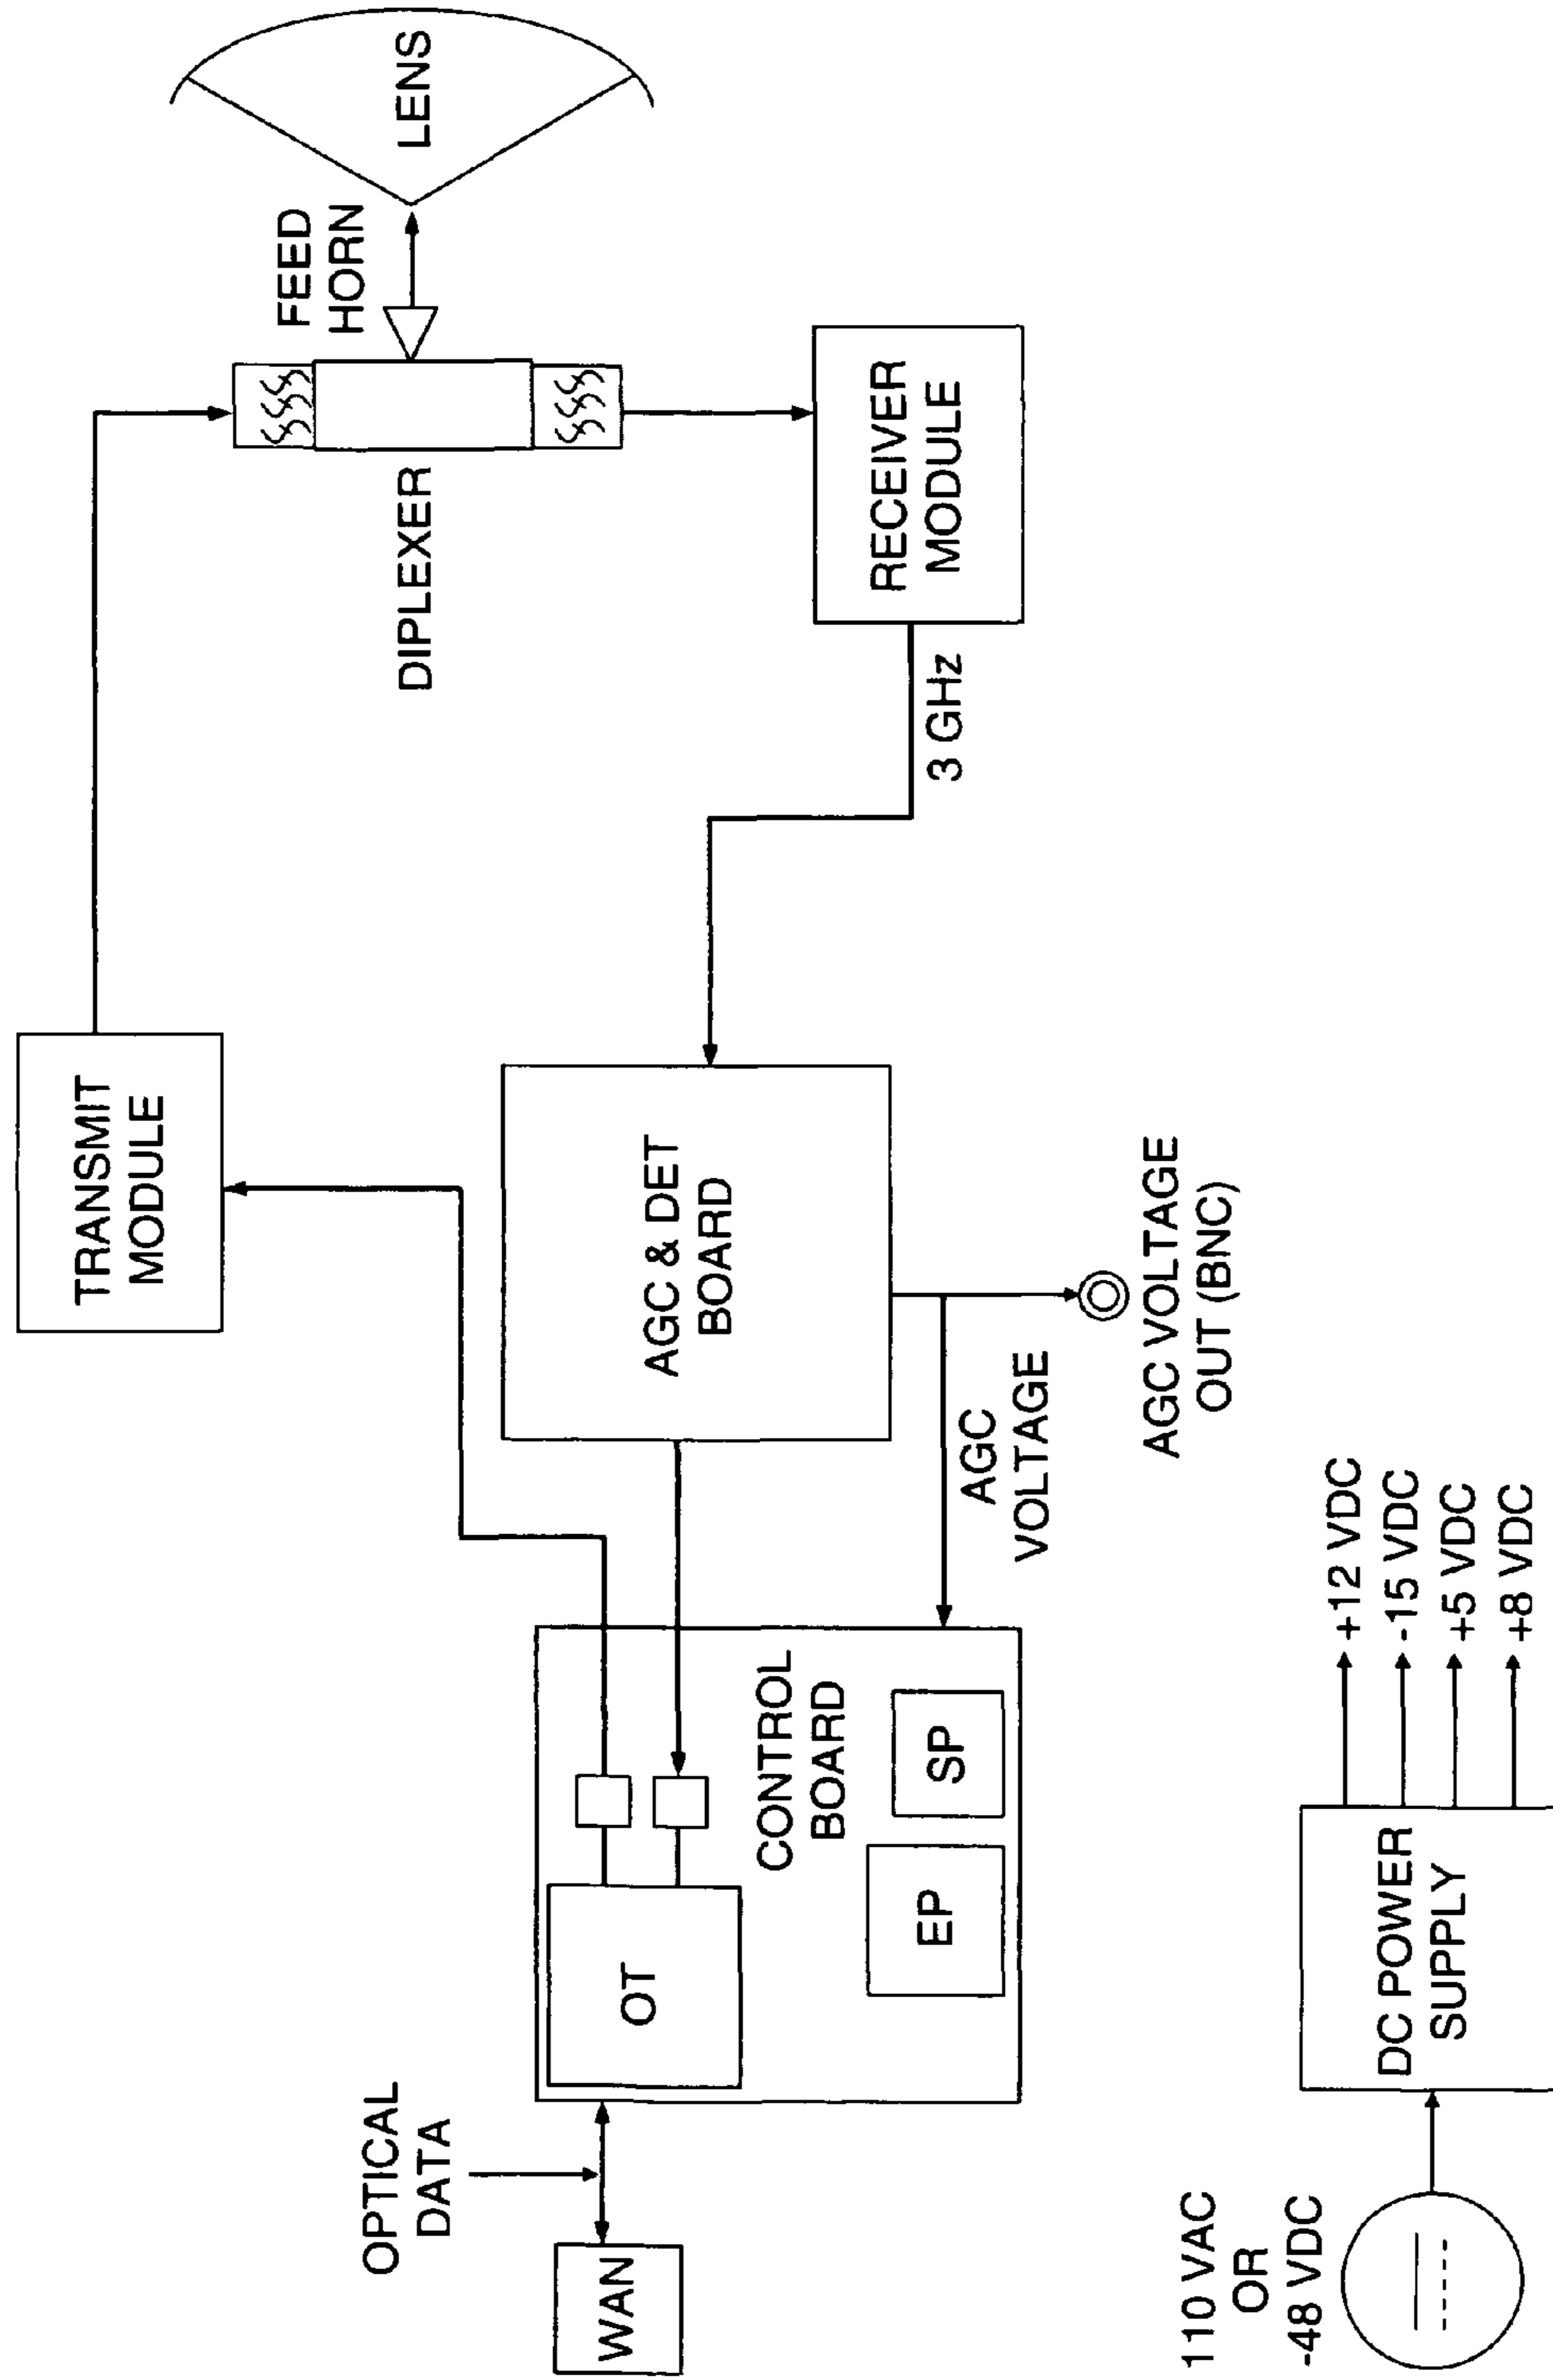 TRANSMIT
MODULE
FEED
HORN
LENS
DIPLEXER
OPTICAL
DATA
WAN
OT
CONTROL
BOARD
EP
SP
AGC & DET
BOARD
RECEIVER
MODULE
3 GHz
AGC
VOLTAGE
AGC VOLTAGE
OUT (BNC)
110 VAC
OR
-48 VDC
DC POWER
SUPPLY
+12 VDC
-15 VDC
+5 VDC
+8 VDC